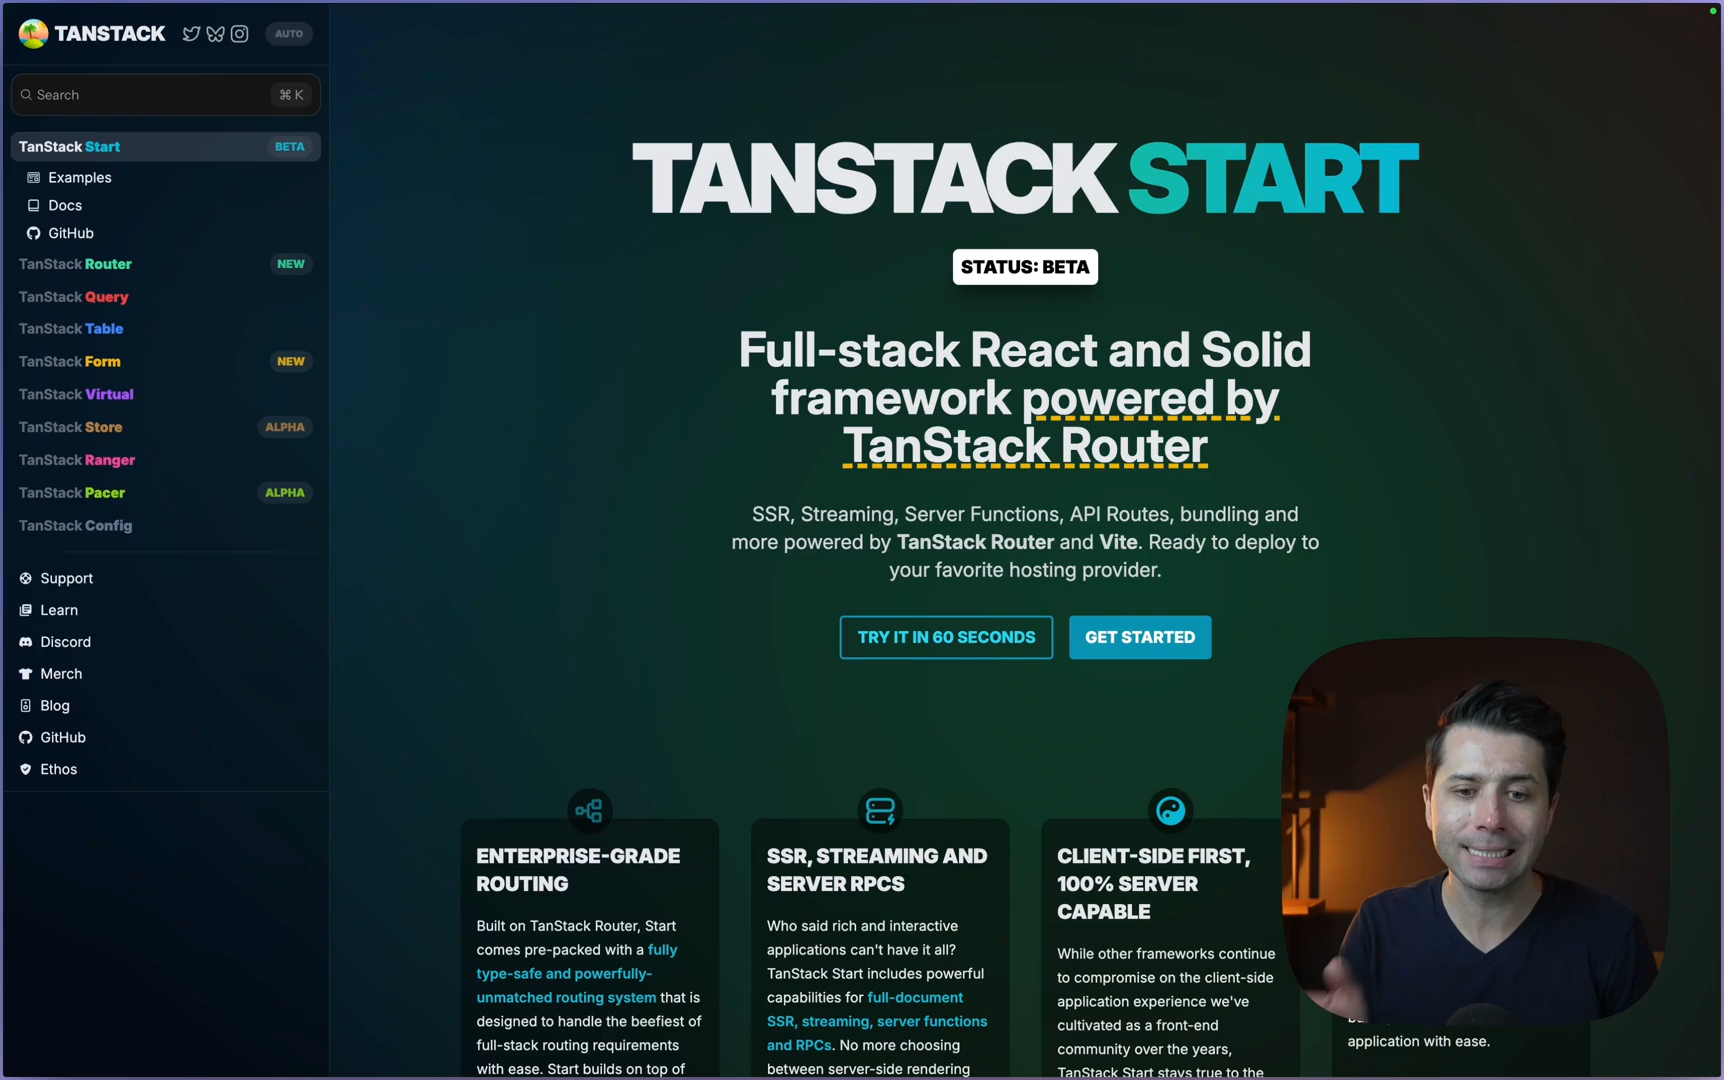 TANSTACK
AUTO
Search
⌘ K
TanStack Start
BETA
Examples
Docs
GitHub
TanStack Router
NEW
TanStack Query
TanStack Table
TanStack Form
NEW
TanStack Virtual
TanStack Store
ALPHA
TanStack Ranger
TanStack Pacer
ALPHA
TanStack Config
Support
Learn
Discord
Merch
Blog
GitHub
Ethos
TANSTACK START
STATUS: BETA
Full-stack React and Solid
framework powered by
TanStack Router
SSR, Streaming, Server Functions, API Routes, bundling and
more powered by TanStack Router and Vite. Ready to deploy to
your favorite hosting provider.
TRY IT IN 60 SECONDS
GET STARTED
ENTERPRISE-GRADE
ROUTING
Built on TanStack Router, Start
comes pre-packed with a fully
type-safe and powerfully-
unmatched routing system that is
designed to handle the beefiest of
full-stack routing requirements
with ease. Start builds on top of
SSR, STREAMING AND
SERVER RPCS
Who said rich and interactive
applications can't have it all?
TanStack Start includes powerful
capabilities for full-document
SSR, streaming, server functions
and RPCs. No more choosing
between server-side rendering
CLIENT-SIDE FIRST,
100% SERVER
CAPABLE
While other frameworks continue
to compromise on the client-side
application experience we've
cultivated as a front-end
community over the years,
TanStack Start stays true to the
application with ease.